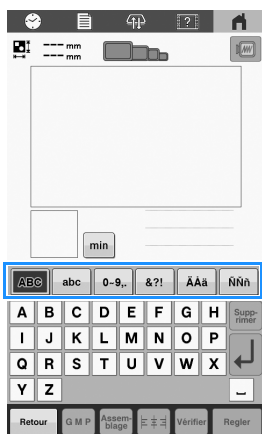 ?
--- mm
--- mm
min
ABC abc 0~9,. &?! ÄÀä ÑÑñ
A B C D E F G H Supp-
rimer
I J K L M N O P
Q R S T U V W X
Y Z
Retour G M P Assem-
blage Vérifier Regler